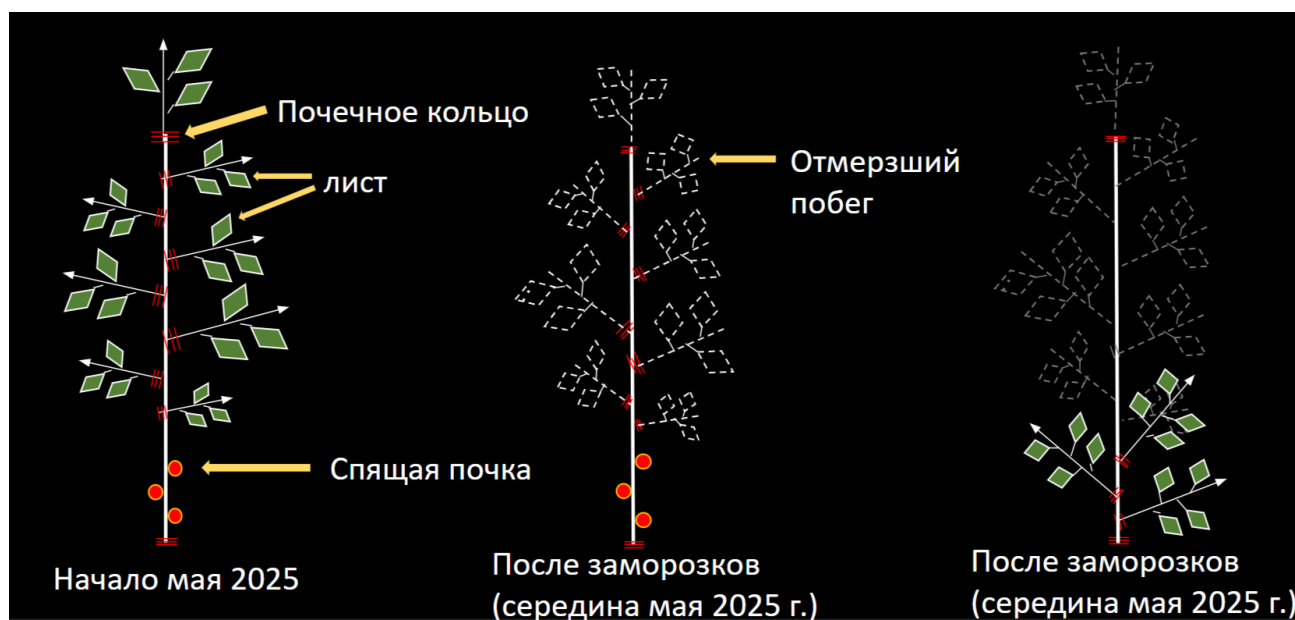 Почечное кольцо
лист
Отмерзший
побег
Спящая почка
Начало мая 2025
После заморозков
(середина мая 2025 г.)
После заморозков
(середина мая 2025 г.)